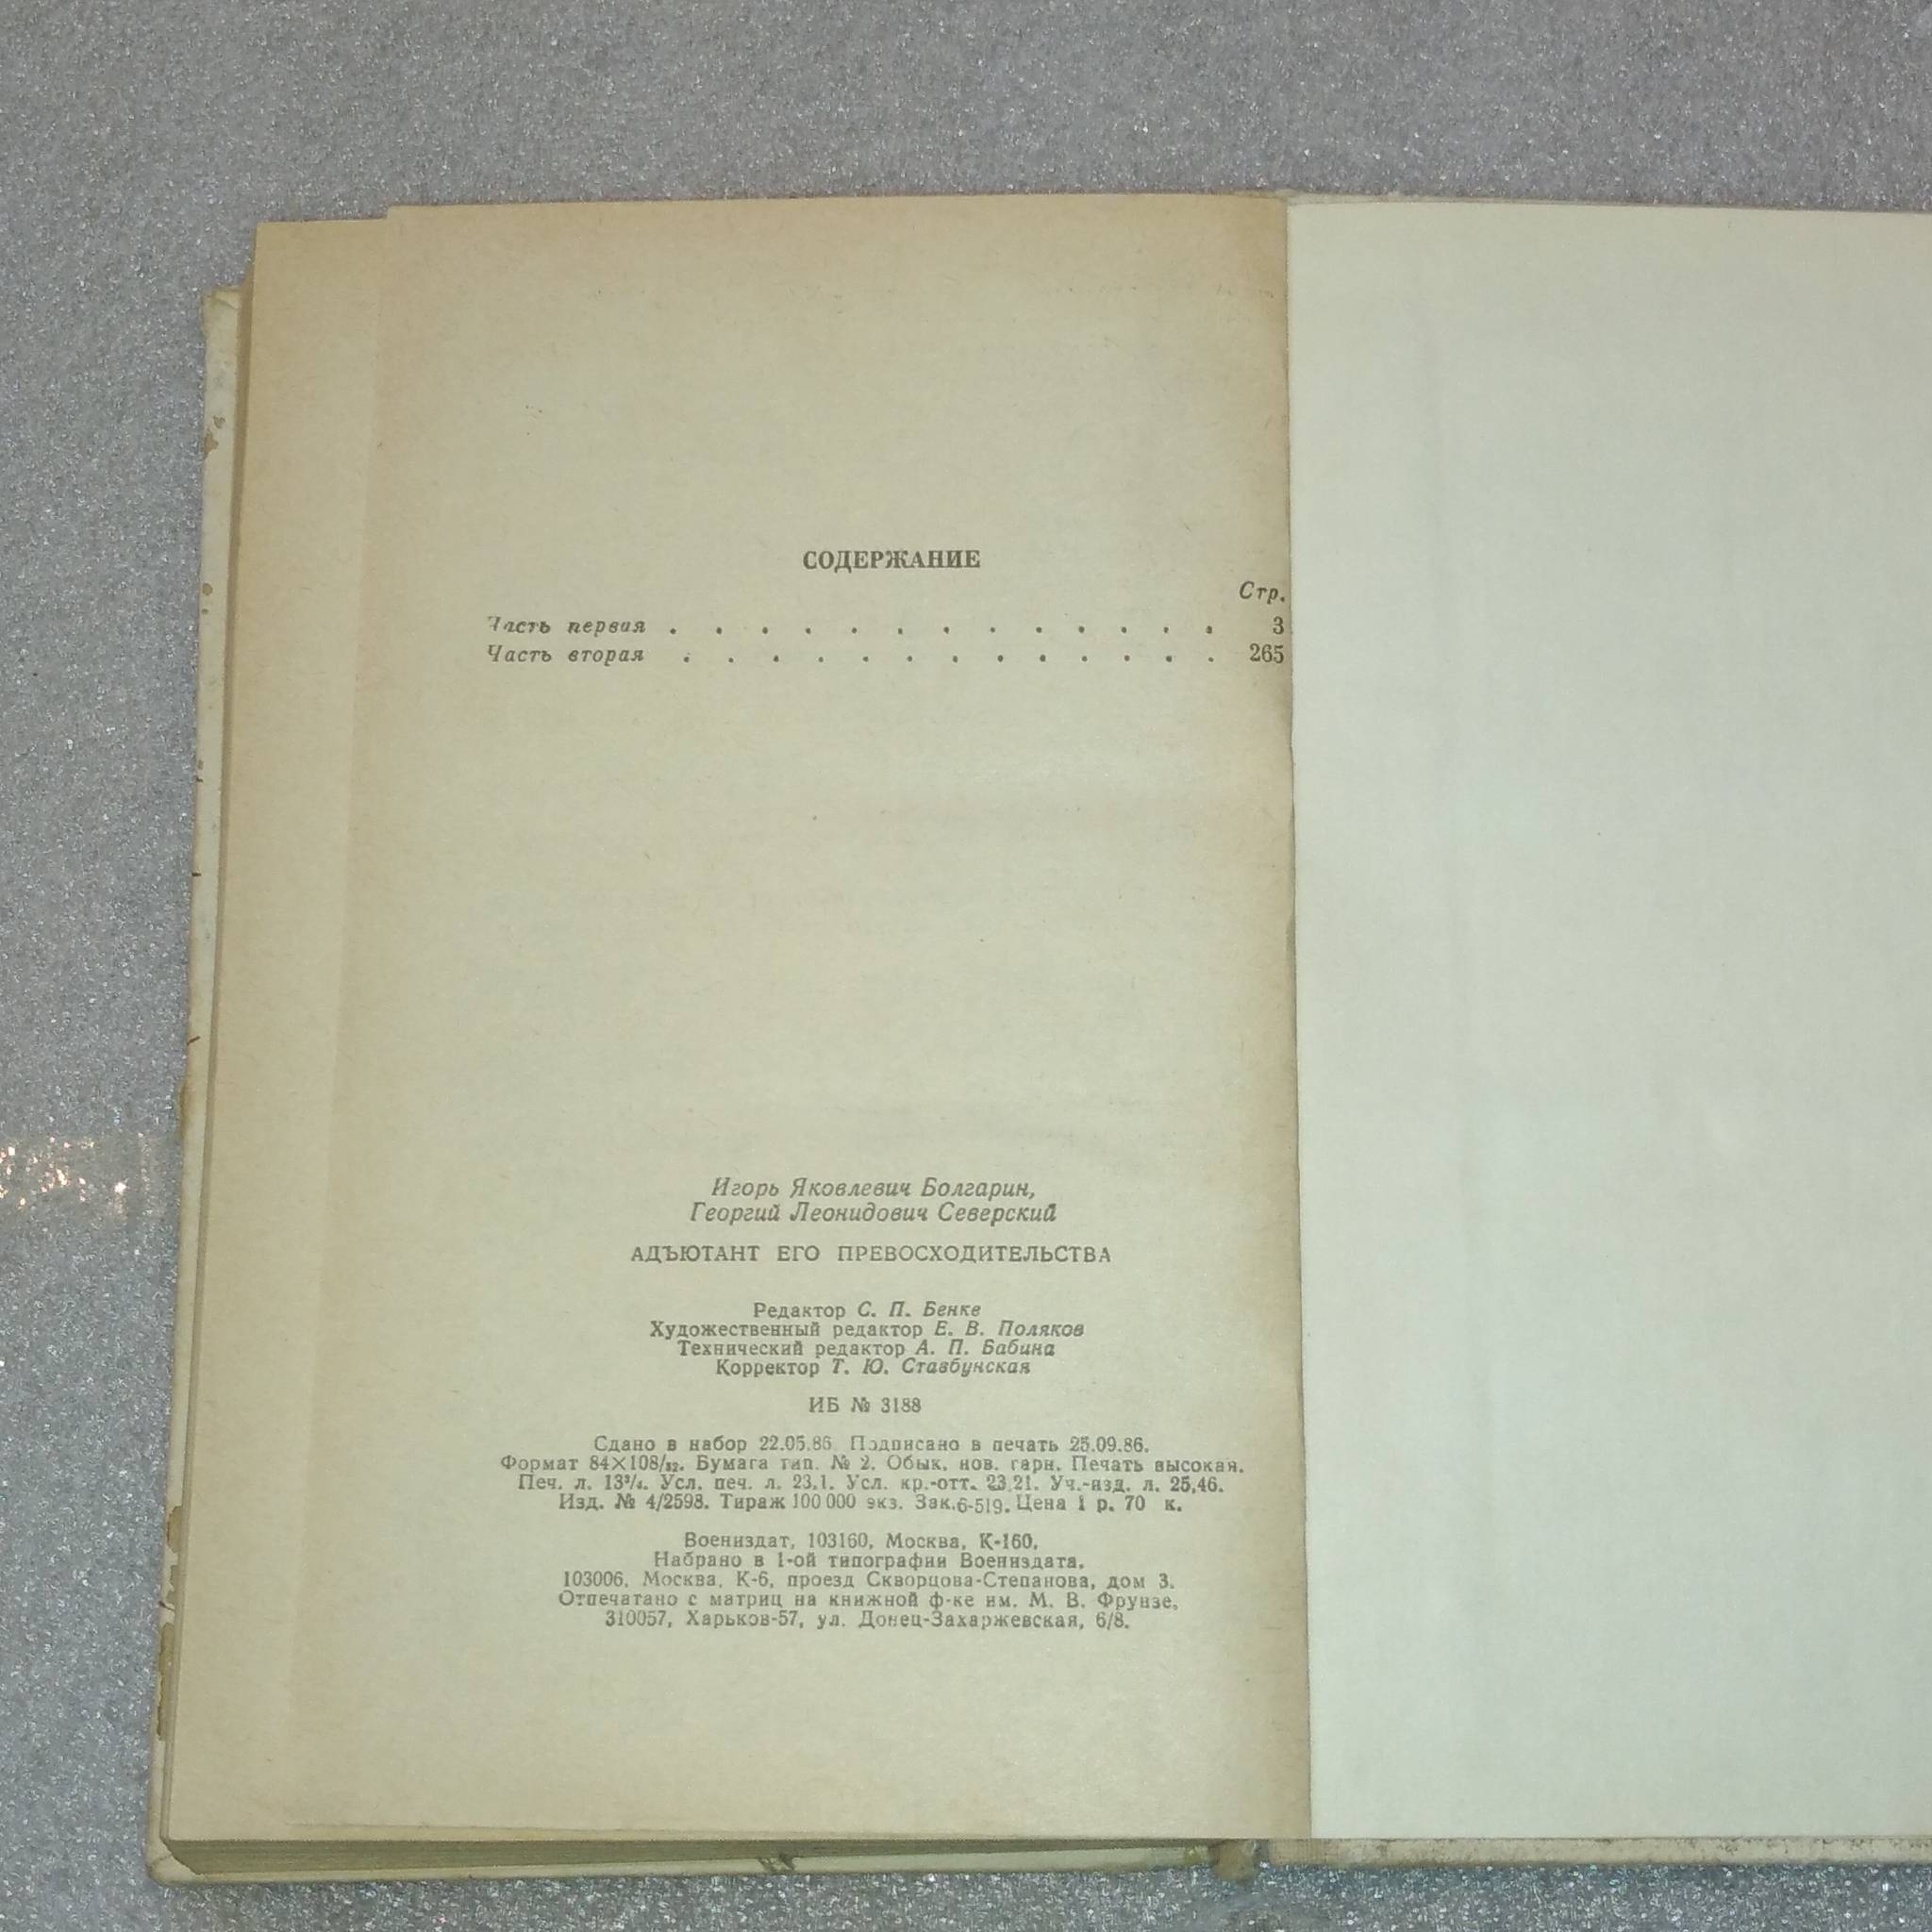 СОДЕРЖАНИЕ
Стр.
Часть первая . . . . . . . . . . . . . 3
Часть вторая . . . . . . . . . . . . . 265
Игорь Яковлевич Болгарин,
Георгий Леонидович Северский
АДЪЮТАНТ ЕГО ПРЕВОСХОДИТЕЛЬСТВА
Редактор С. П. Бенке
Художественный редактор Е. В. Поляков
Технический редактор А. П. Бабина
Корректор Т. Ю. Ставбунская
ИБ № 3188
Сдано в набор 22.05.86. Подписано в печать 25.09.86.
Формат 84×108/32. Бумага тип. № 2. Обык. нов. гарн. Печать высокая.
Печ. л. 13³/₄. Усл. печ. л. 23,1. Усл. кр.-отт. 23,21. Уч.-изд. л. 25,46.
Изд. № 4/2598. Тираж 100 000 экз. Зак. 6-519. Цена 1 р. 70 к.
Воениздат, 103160, Москва, К-160.
Набрано в 1-ой типографии Воениздата.
103006, Москва, К-6, проезд Скворцова-Степанова, дом 3.
Отпечатано с матриц на книжной ф-ке им. М. В. Фрунзе,
310057, Харьков-57, ул. Донец-Захаржевская, 6/8.